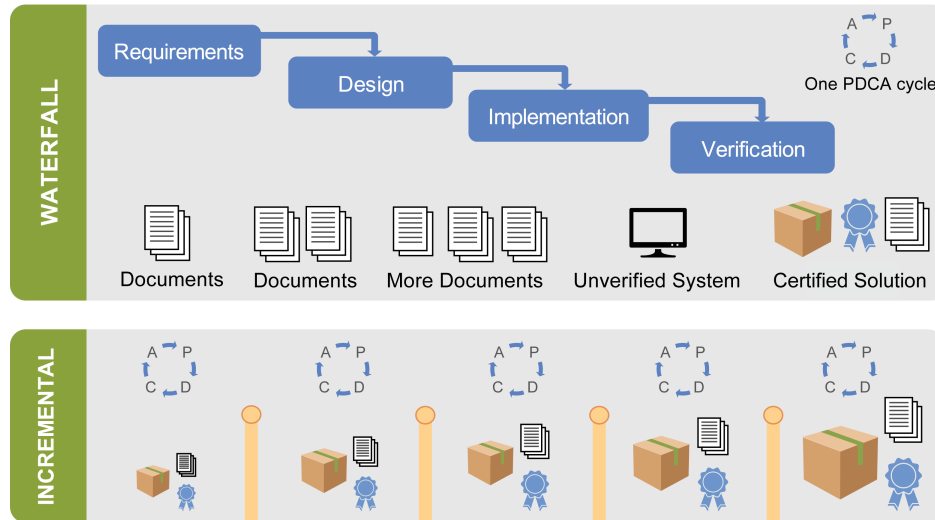 WATERFALL
Requirements
Design
Implementation
Verification
A P
C D
One PDCA cycle
Documents
Documents
More Documents
Unverified System
Certified Solution
INCREMENTAL
A P
C D
A P
C D
A P
C D
A P
C D
A P
C D